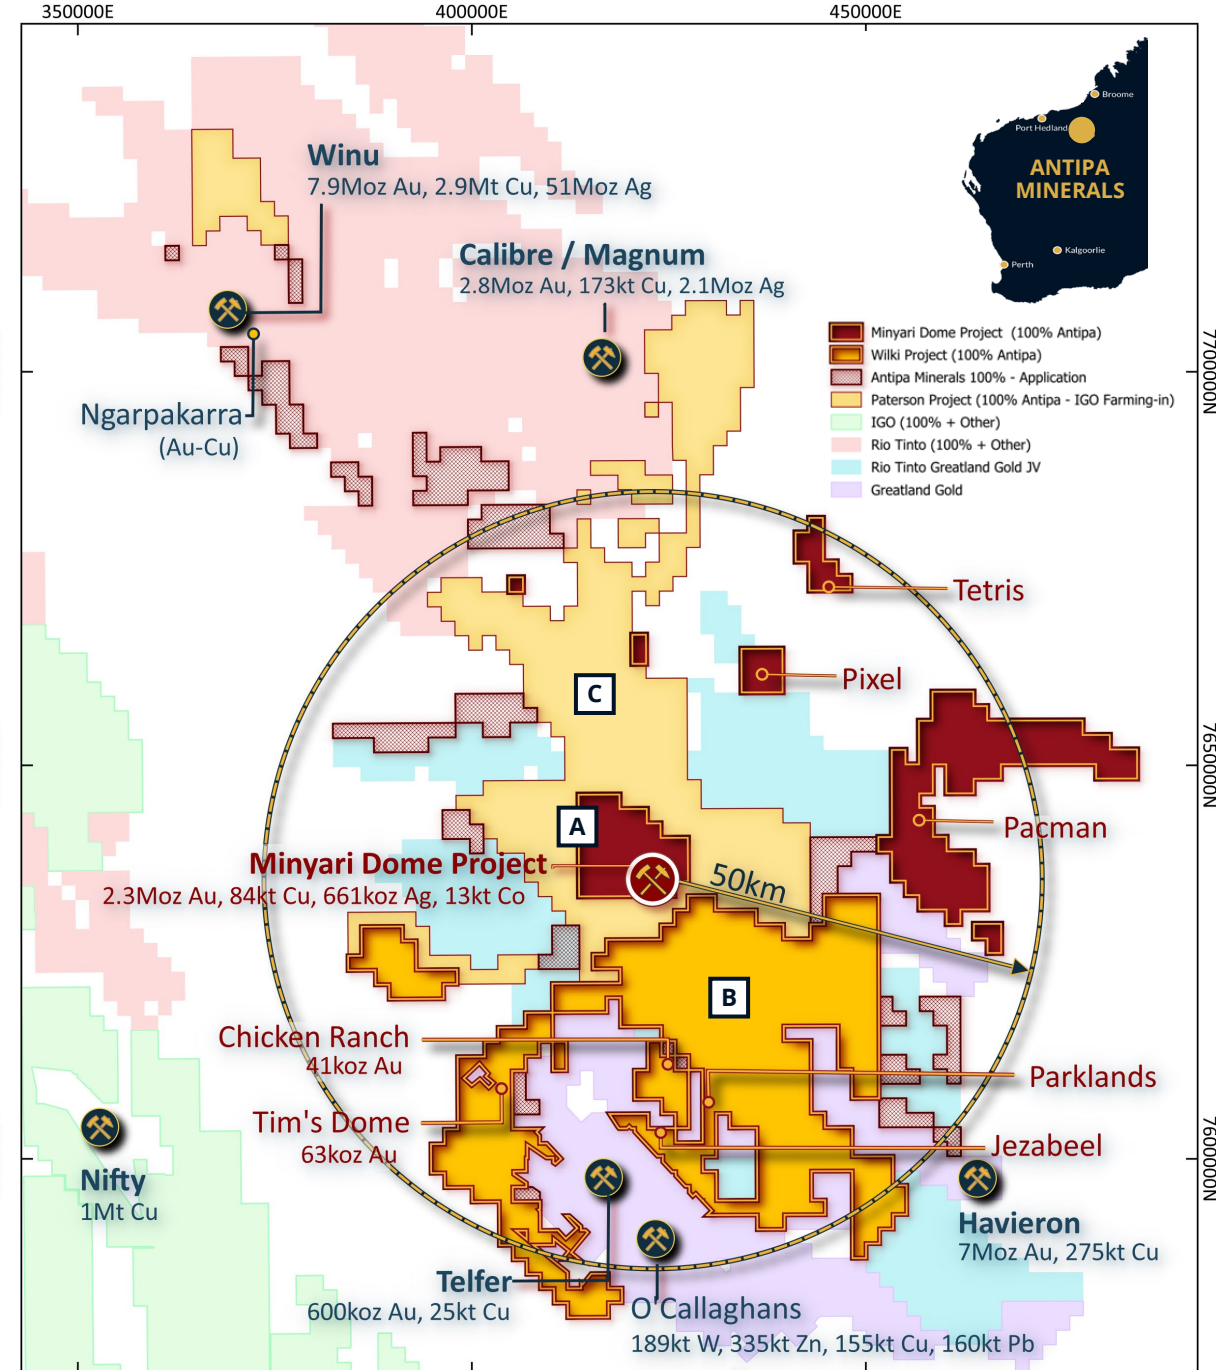 350000E
400000E
450000E
Broome
Port Hedland
ANTIPA
MINERALS
Kalgoorlie
Perth
Winu
7.9Moz Au, 2.9Mt Cu, 51Moz Ag
Calibre / Magnum
2.8Moz Au, 173kt Cu, 2.1Moz Ag
Minyari Dome Project (100% Antipa)
Wilki Project (100% Antipa)
Antipa Minerals 100% - Application
Paterson Project (100% Antipa - IGO Farming-in)
IGO (100% + Other)
Rio Tinto (100% + Other)
Rio Tinto Greatland Gold JV
Greatland Gold
7700000N
Ngarpakarra
(Au-Cu)
Tetris
Pixel
C
7650000N
A
Pacman
Minyari Dome Project
2.3Moz Au, 84kt Cu, 661koz Ag, 13kt Co
50km
B
Chicken Ranch
41koz Au
Parklands
Tim's Dome
63koz Au
Jezabeel
7600000N
Nifty
1Mt Cu
Havieron
7Moz Au, 275kt Cu
Telfer
600koz Au, 25kt Cu
O'Callaghans
189kt W, 335kt Zn, 155kt Cu, 160kt Pb